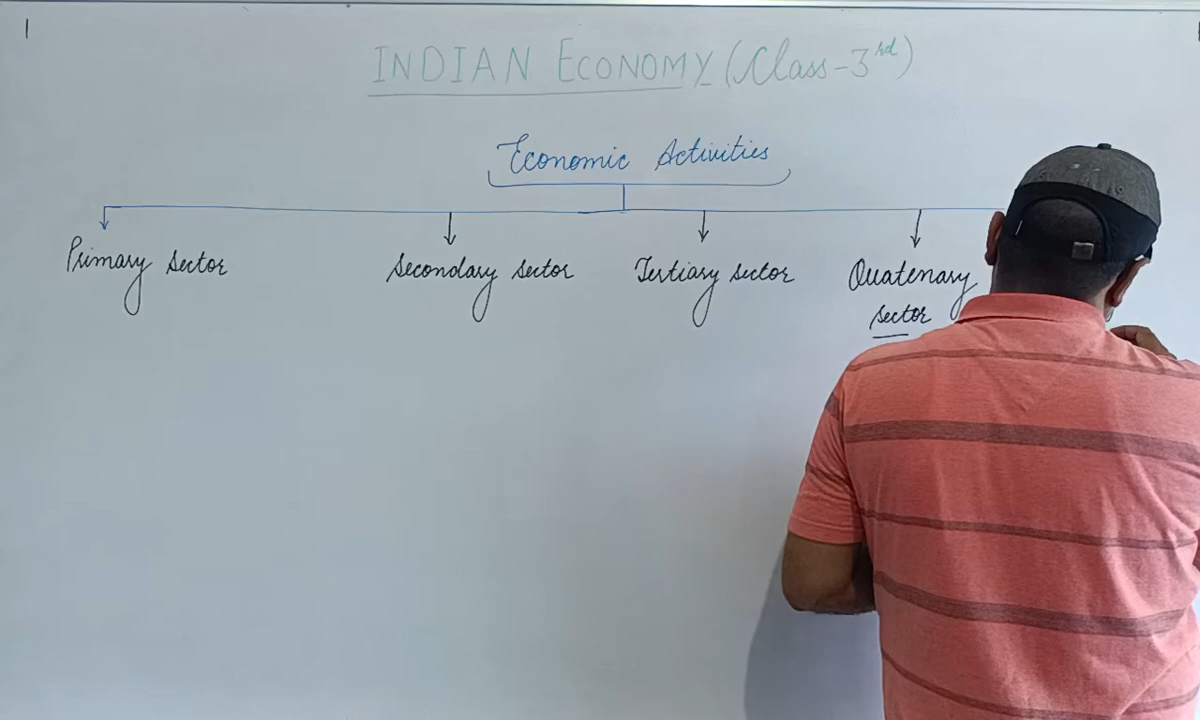 INDIAN ECONOMY (Class-3rd)
Economic Activities
Primary sector
Secondary sector
Tertiary sector
Quatenary
sector